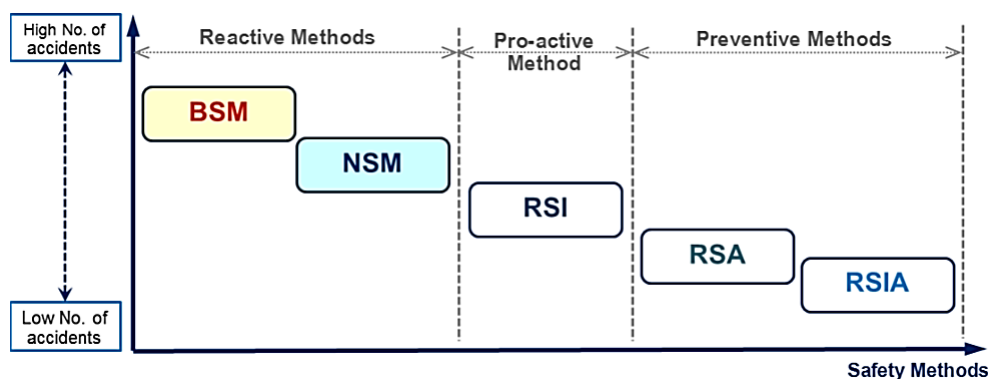 High No. of
accidents
Reactive Methods
Pro-active
Method
Preventive Methods
BSM
NSM
RSI
RSA
RSIA
Low No. of
accidents
Safety Methods